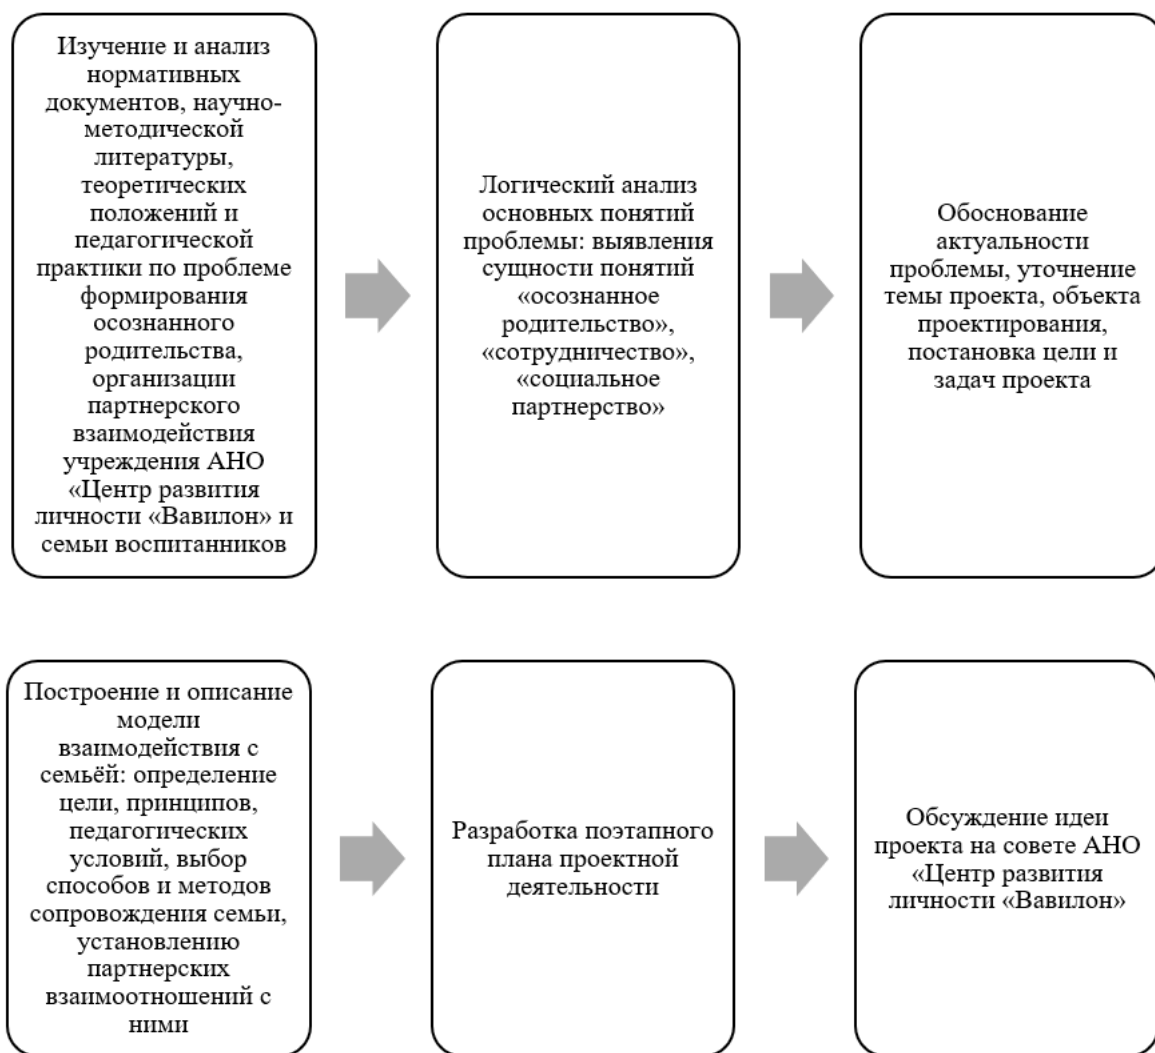 Изучение и анализ
нормативных
документов, научно-
методической
литературы,
теоретических
положений и
педагогической
практики по проблеме
формирования
осознанного
родительства,
организации
партнерского
взаимодействия
учреждения АНО
«Центр развития
личности «Вавилон» и
семьи воспитанников
Логический анализ
основных понятий
проблемы: выявления
сущности понятий
«осознанное
родительство»,
«сотрудничество»,
«социальное
партнерство»
Обоснование
актуальности
проблемы, уточнение
темы проекта, объекта
проектирования,
постановка цели и
задач проекта
Построение и описание
модели
взаимодействия с
семьёй: определение
цели, принципов,
педагогических
условий, выбор
способов и методов
сопровождения семьи,
установлению
партнерских
взаимоотношений с
ними
Разработка поэтапного
плана проектной
деятельности
Обсуждение идеи
проекта на совете АНО
«Центр развития
личности «Вавилон»